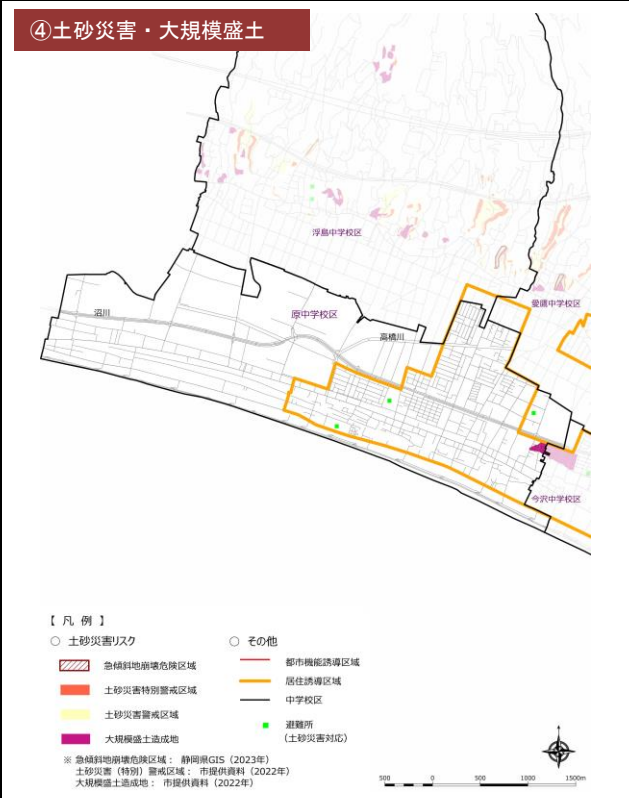 ④土砂災害・大規模盛土
浮島中学校区
愛鷹中学校区
沼川
原中学校区
高橋川
今沢中学校区
【 凡 例 】
○ 土砂災害リスク
急傾斜地崩壊危険区域
土砂災害特別警戒区域
土砂災害警戒区域
大規模盛土造成地
○ その他
都市機能誘導区域
居住誘導区域
中学校区
避難所
(土砂災害対応)
※ 急傾斜地崩壊危険区域： 静岡県GIS（2023年）
土砂災害（特別）警戒区域： 市提供資料（2022年）
大規模盛土造成地： 市提供資料（2022年）
500 0 500 1000 1500m